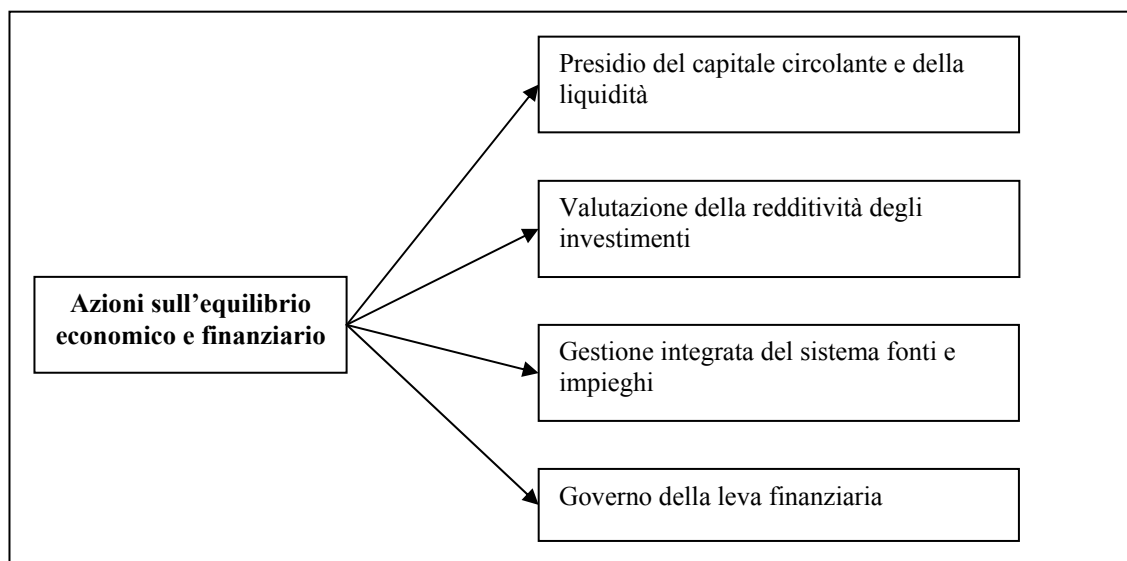 Presidio del capitale circolante e della
liquidità
Valutazione della redditività degli
investimenti
Azioni sull’equilibrio
economico e finanziario
Gestione integrata del sistema fonti e
impieghi
Governo della leva finanziaria